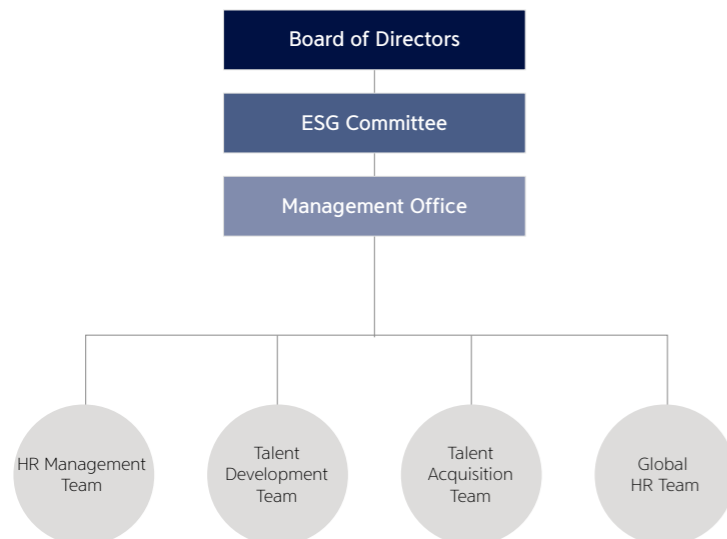 Board of Directors
ESG Committee
Management Office
HR Management
Team
Talent
Development
Team
Talent
Acquisition
Team
Global
HR Team